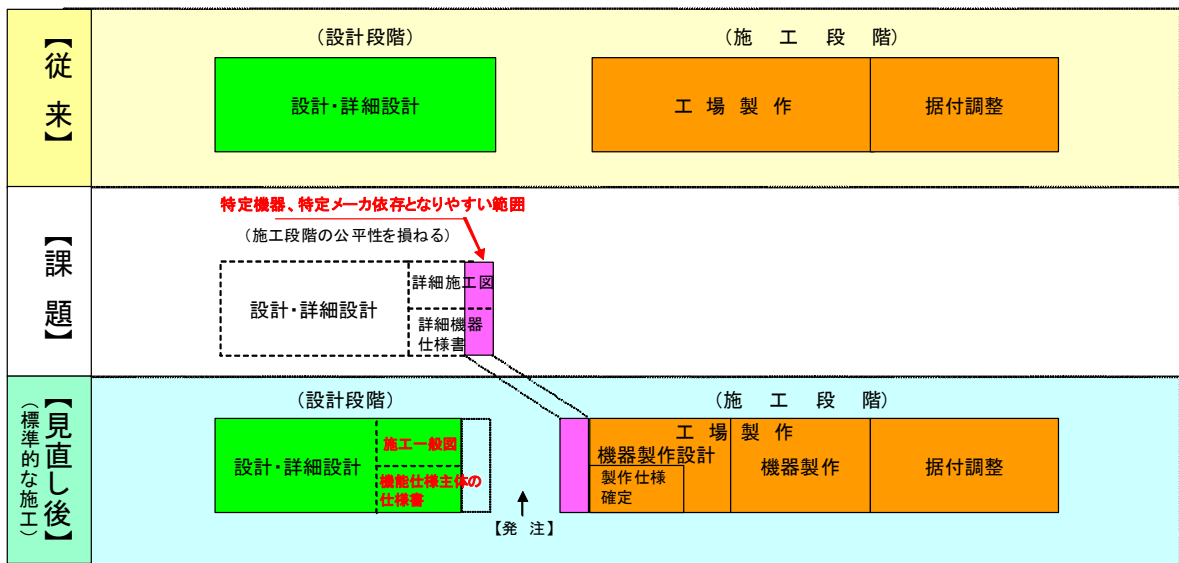 【従来】
（設計段階）
（施工段階）
設計・詳細設計
工場製作
据付調整
【課題】
特定機器、特定メーカ依存となりやすい範囲
（施工段階の公平性を損ねる）
設計・詳細設計
詳細施工図
詳細機器
仕様書
【見直し後】
（標準的な施工）
（設計段階）
（施工段階）
設計・詳細設計
施工一般図
機能仕様主体の
仕様書
【発注】
工場製作
機器製作設計
製作仕様
確定
機器製作
据付調整